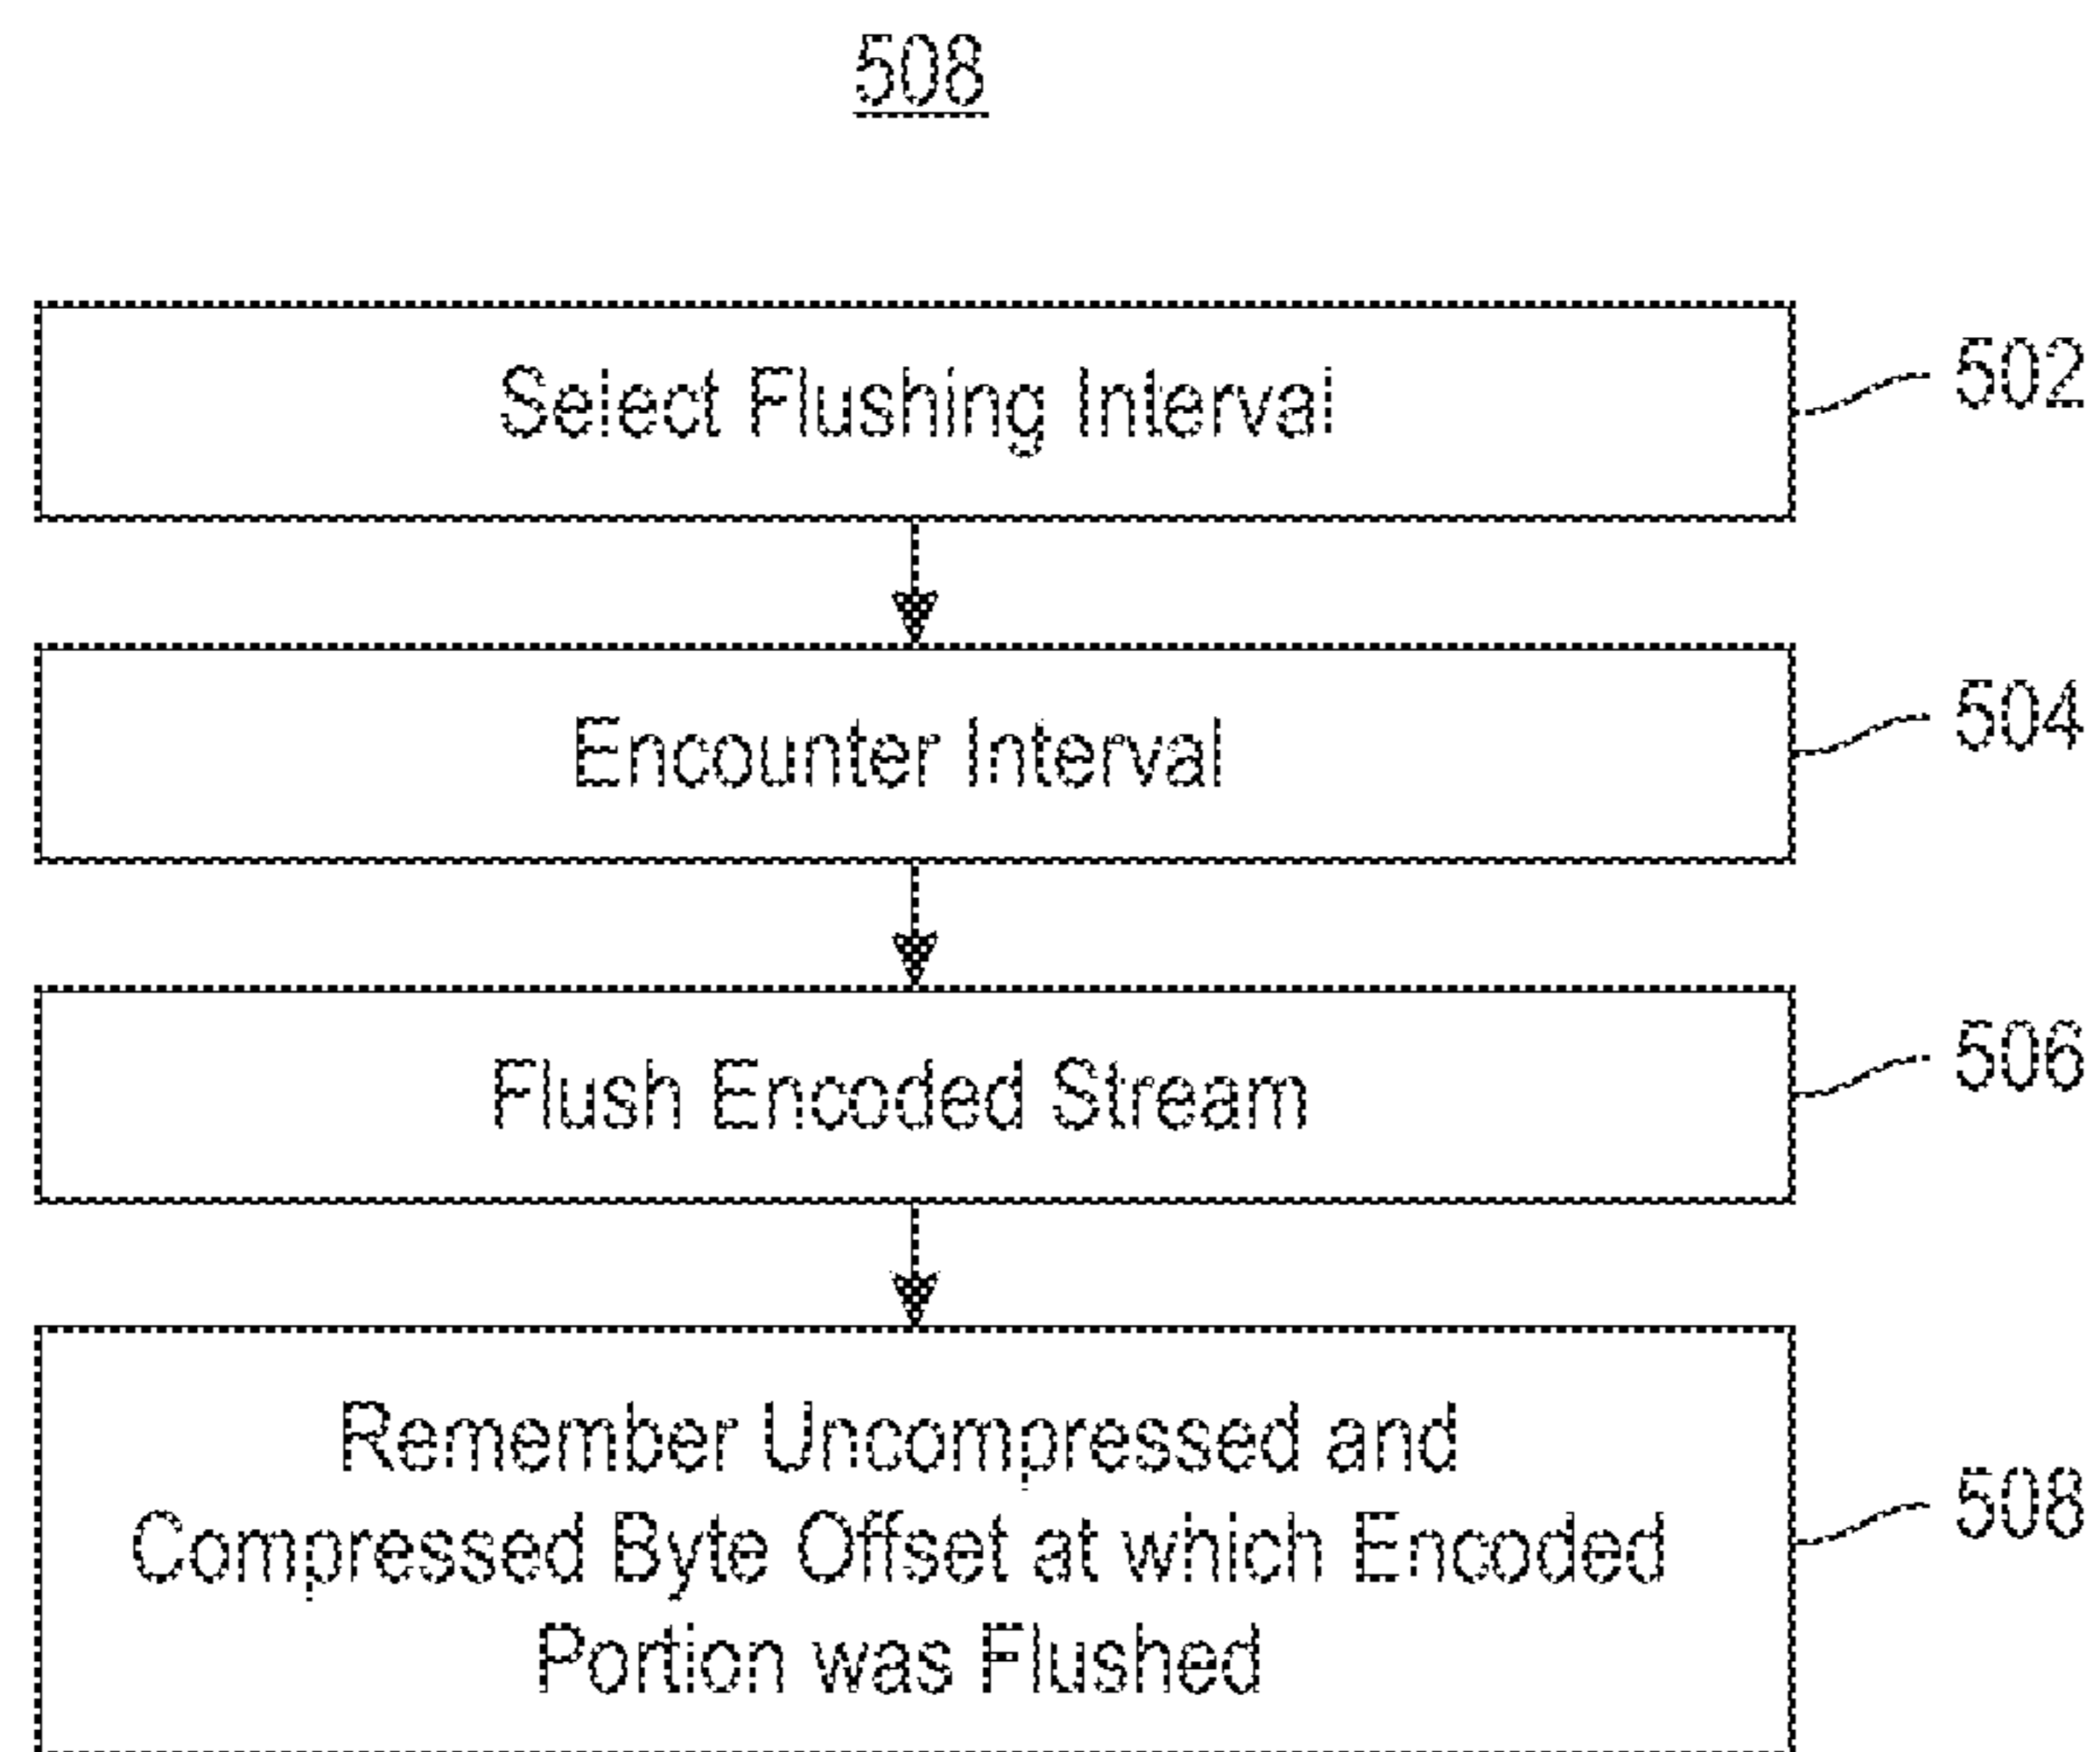 508
Select Flushing Interval
502
Encounter Interval
504
Flush Encoded Stream
506
Remember Uncompressed and
Compressed Byte Offset at which Encoded
Portion was Flushed
508